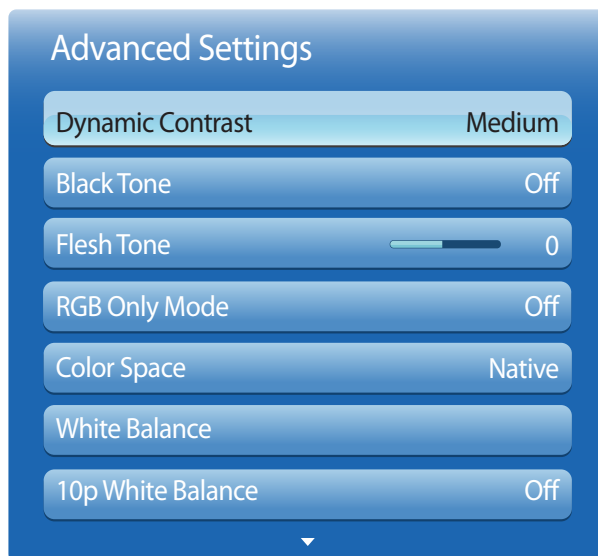 Advanced Settings
Dynamic Contrast Medium
Black Tone Off
Flesh Tone 0
RGB Only Mode Off
Color Space Native
White Balance
10p White Balance Off